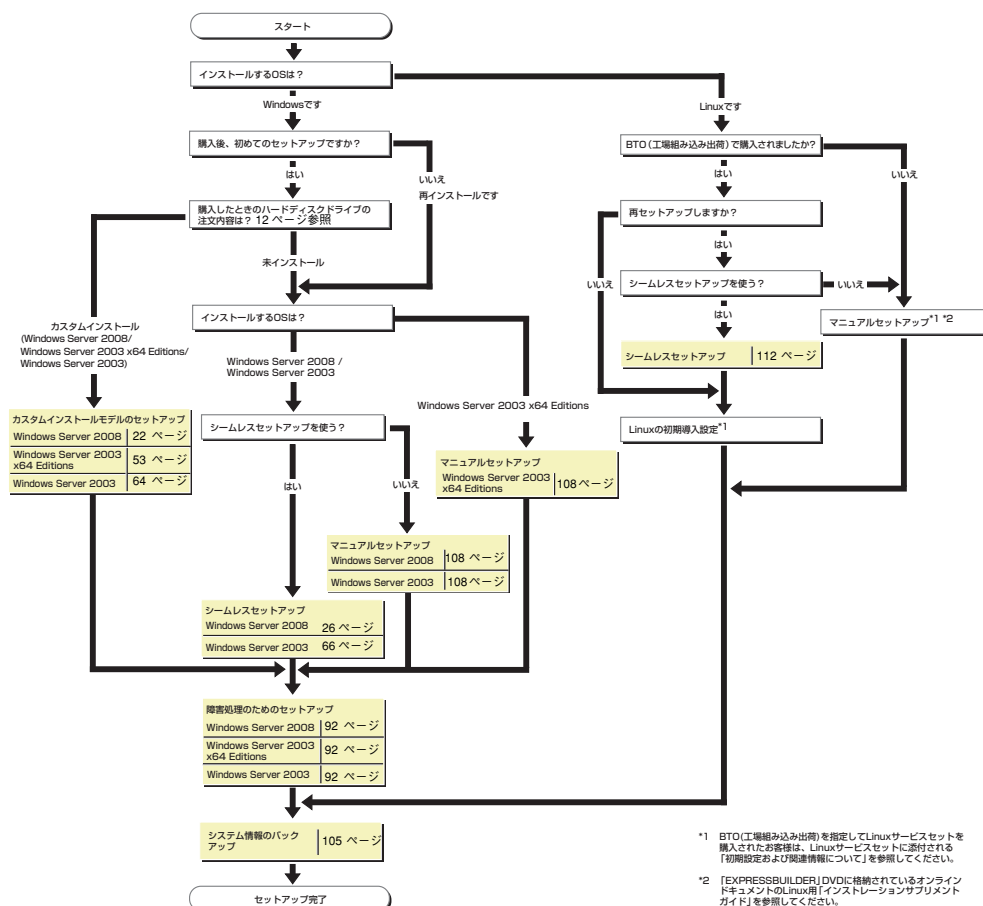 スタート
インストールするOSは？
Windowsです
Linuxです
購入後、初めてのセットアップですか？
BTO（工場組み込み出荷）で購入されましたか？
はい
いいえ
再インストールです
はい
いいえ
購入したときのハードディスクドライブの
注文内容は？ 12 ページ参照
再セットアップしますか？
未インストール
はい
いいえ
シームレスセットアップを使う？
いいえ
はい
インストールするOSは？
マニュアルセットアップ*1 *2
カスタムインストール
(Windows Server 2008/
Windows Server 2003 x64 Editions/
Windows Server 2003)
Windows Server 2008 /
Windows Server 2003
シームレスセットアップ 112 ページ
Windows Server 2003 x64 Editions
カスタムインストールモデルのセットアップ
Windows Server 2008 22 ページ
Windows Server 2003
x64 Editions 53 ページ
Windows Server 2003 64 ページ
シームレスセットアップを使う？
Linuxの初期導入設定*1
マニュアルセットアップ
Windows Server 2003
x64 Editions 108 ページ
はい
いいえ
マニュアルセットアップ
Windows Server 2008 108 ページ
Windows Server 2003 108 ページ
シームレスセットアップ
Windows Server 2008 26 ページ
Windows Server 2003 66 ページ
障害処理のためのセットアップ
Windows Server 2008 92 ページ
Windows Server 2003
x64 Editions 92 ページ
Windows Server 2003 92 ページ
システム情報のバック
アップ 105 ページ
セットアップ完了
*1 BTO(工場組み込み出荷)を指定してLinuxサービスセットを
購入されたお客様は、Linuxサービスセットに添付される
「初期設定および関連情報について」を参照してください。
*2 「EXPRESSBUILDER」DVDに格納されているオンライン
ドキュメントのLinux用「インストレーションサプリメント
ガイド」を参照してください。